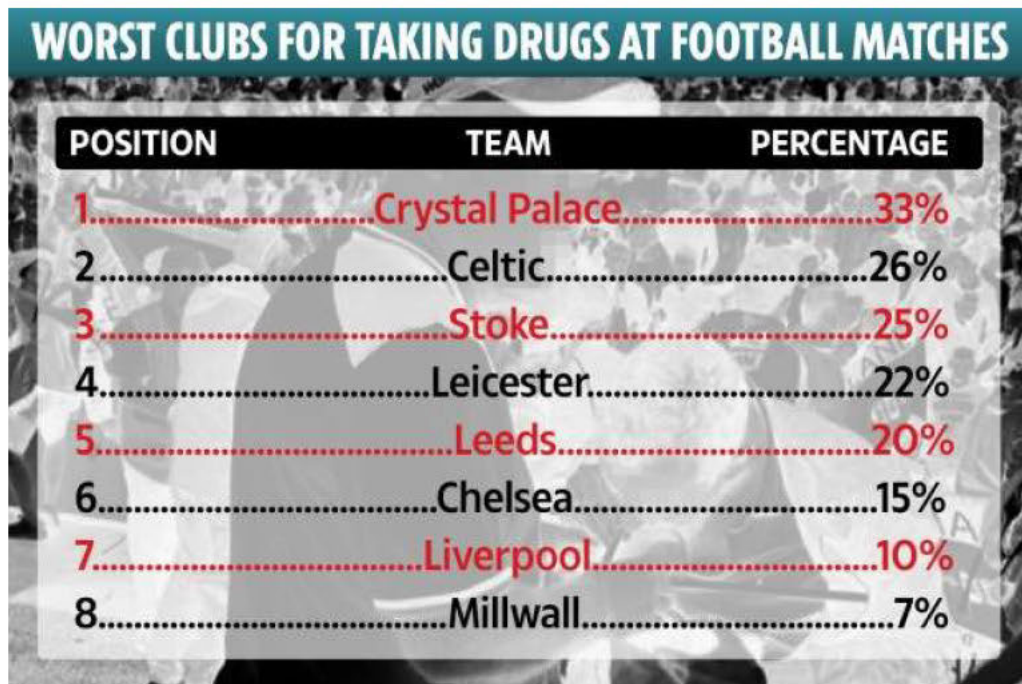 WORST CLUBS FOR TAKING DRUGS AT FOOTBALL MATCHES
POSITION TEAM PERCENTAGE
1 Crystal Palace 33%
2 Celtic 26%
3 Stoke 25%
4 Leicester 22%
5 Leeds 20%
6 Chelsea 15%
7 Liverpool 10%
8 Millwall 7%